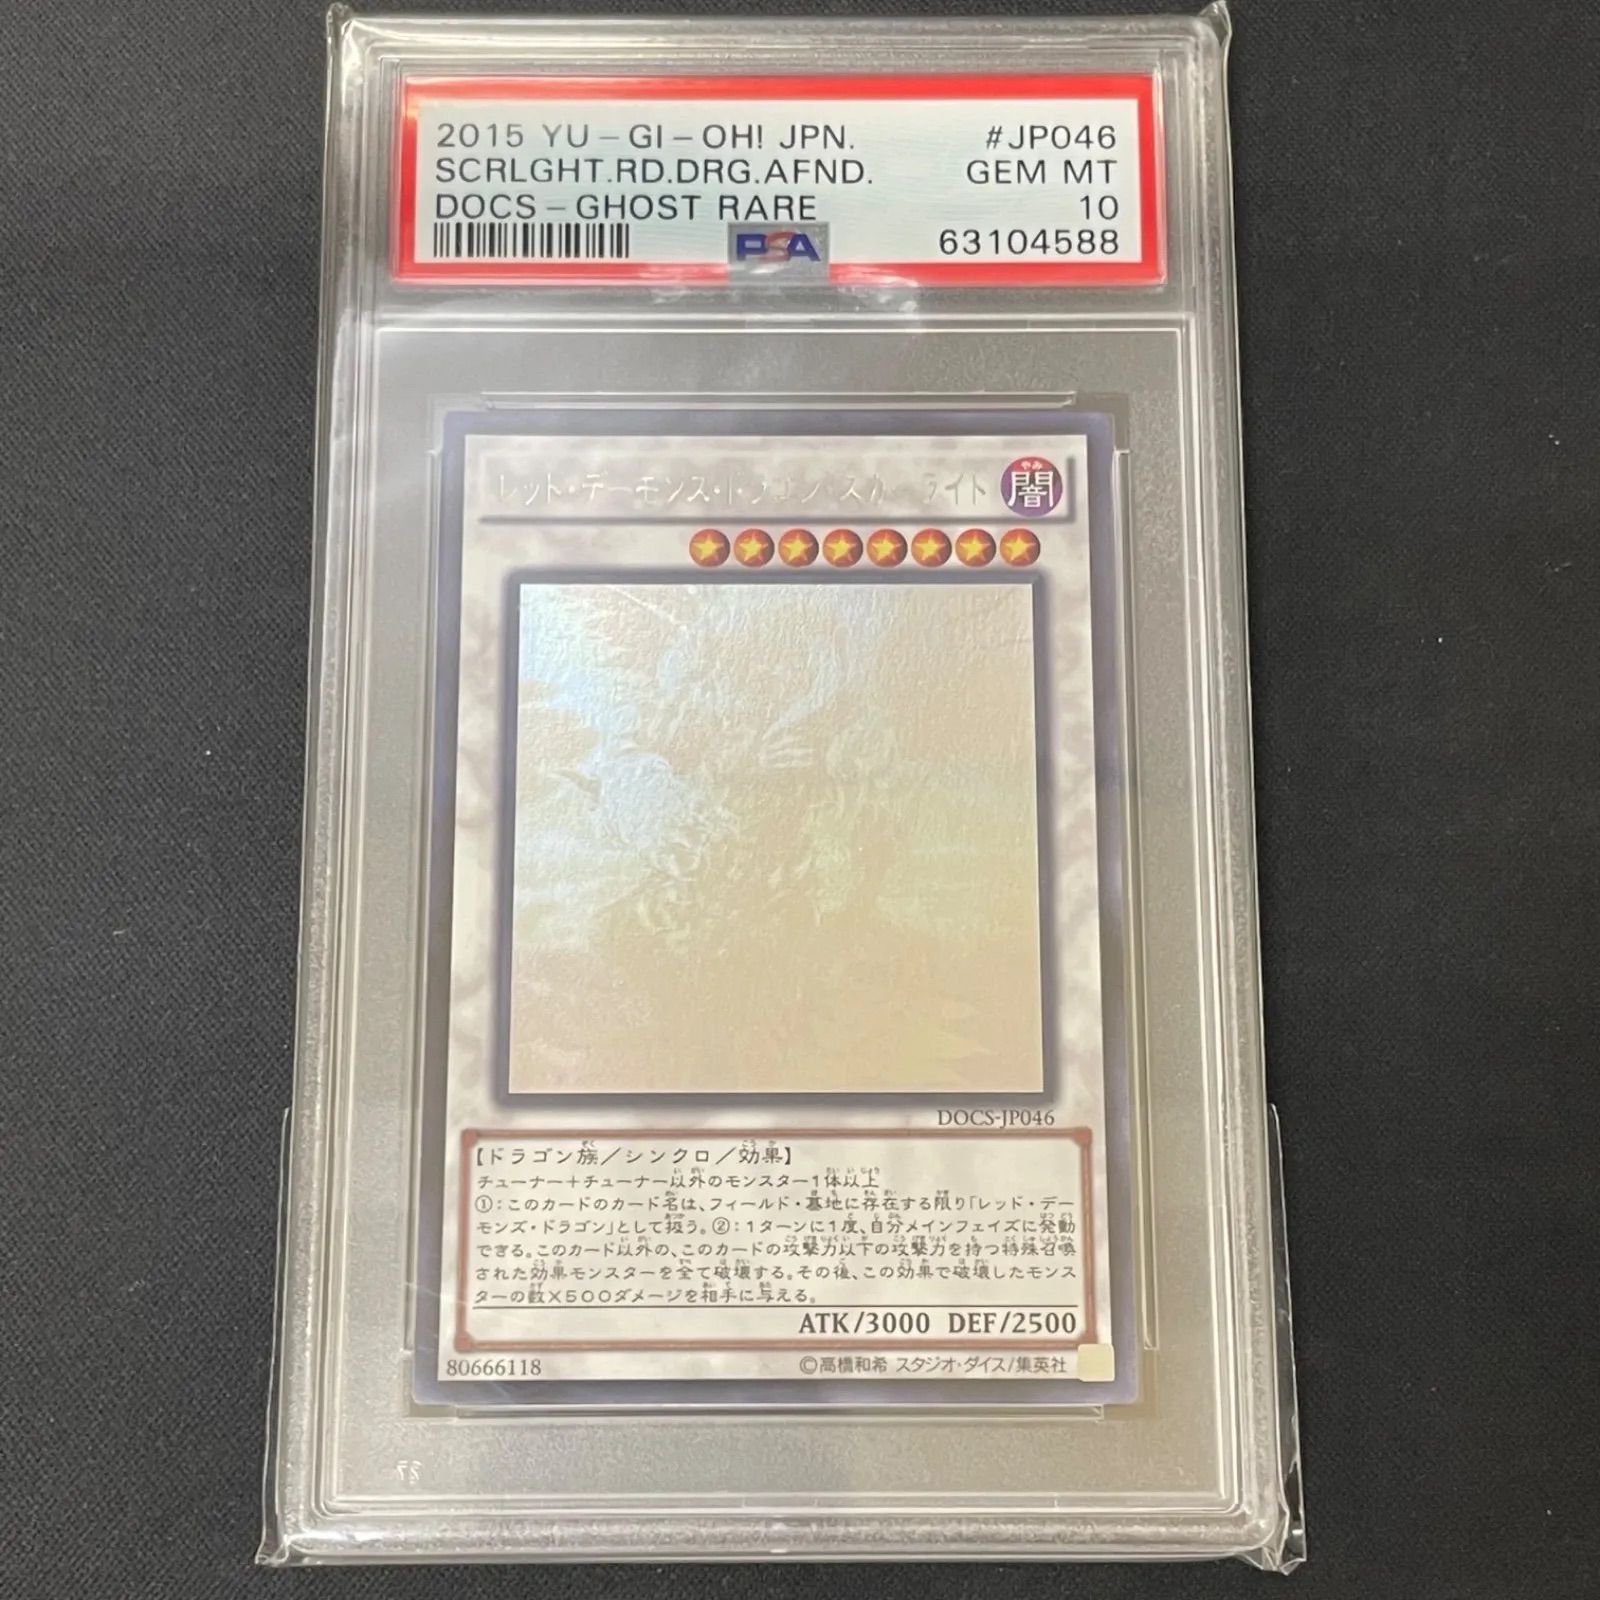 2015 YU-GI-OH! JPN. #JP046
SCRLGHT.RD.DRG.AFND. GEM MT
DOCS-GHOST RARE 10
PSA 63104588
レッド・デーモンズ・ドラゴン・スカーライト 闇
DOCS-JP046
【ドラゴン族／シンクロ／効果】
チューナー＋チューナー以外のモンスター1体以上
①：このカードのカード名は、フィールド・墓地に存在する限り「レッド・デー
モンズ・ドラゴン」として扱う。②：1ターンに1度、自分メインフェイズに発動
できる。このカード以外の、このカードの攻撃力以下の攻撃力を持つ特殊召喚
された効果モンスターを全て破壊する。その後、この効果で破壊したモンス
ターの数×500ダメージを相手に与える。
ATK/3000 DEF/2500
80666118 ©高橋和希 スタジオ・ダイス/集英社